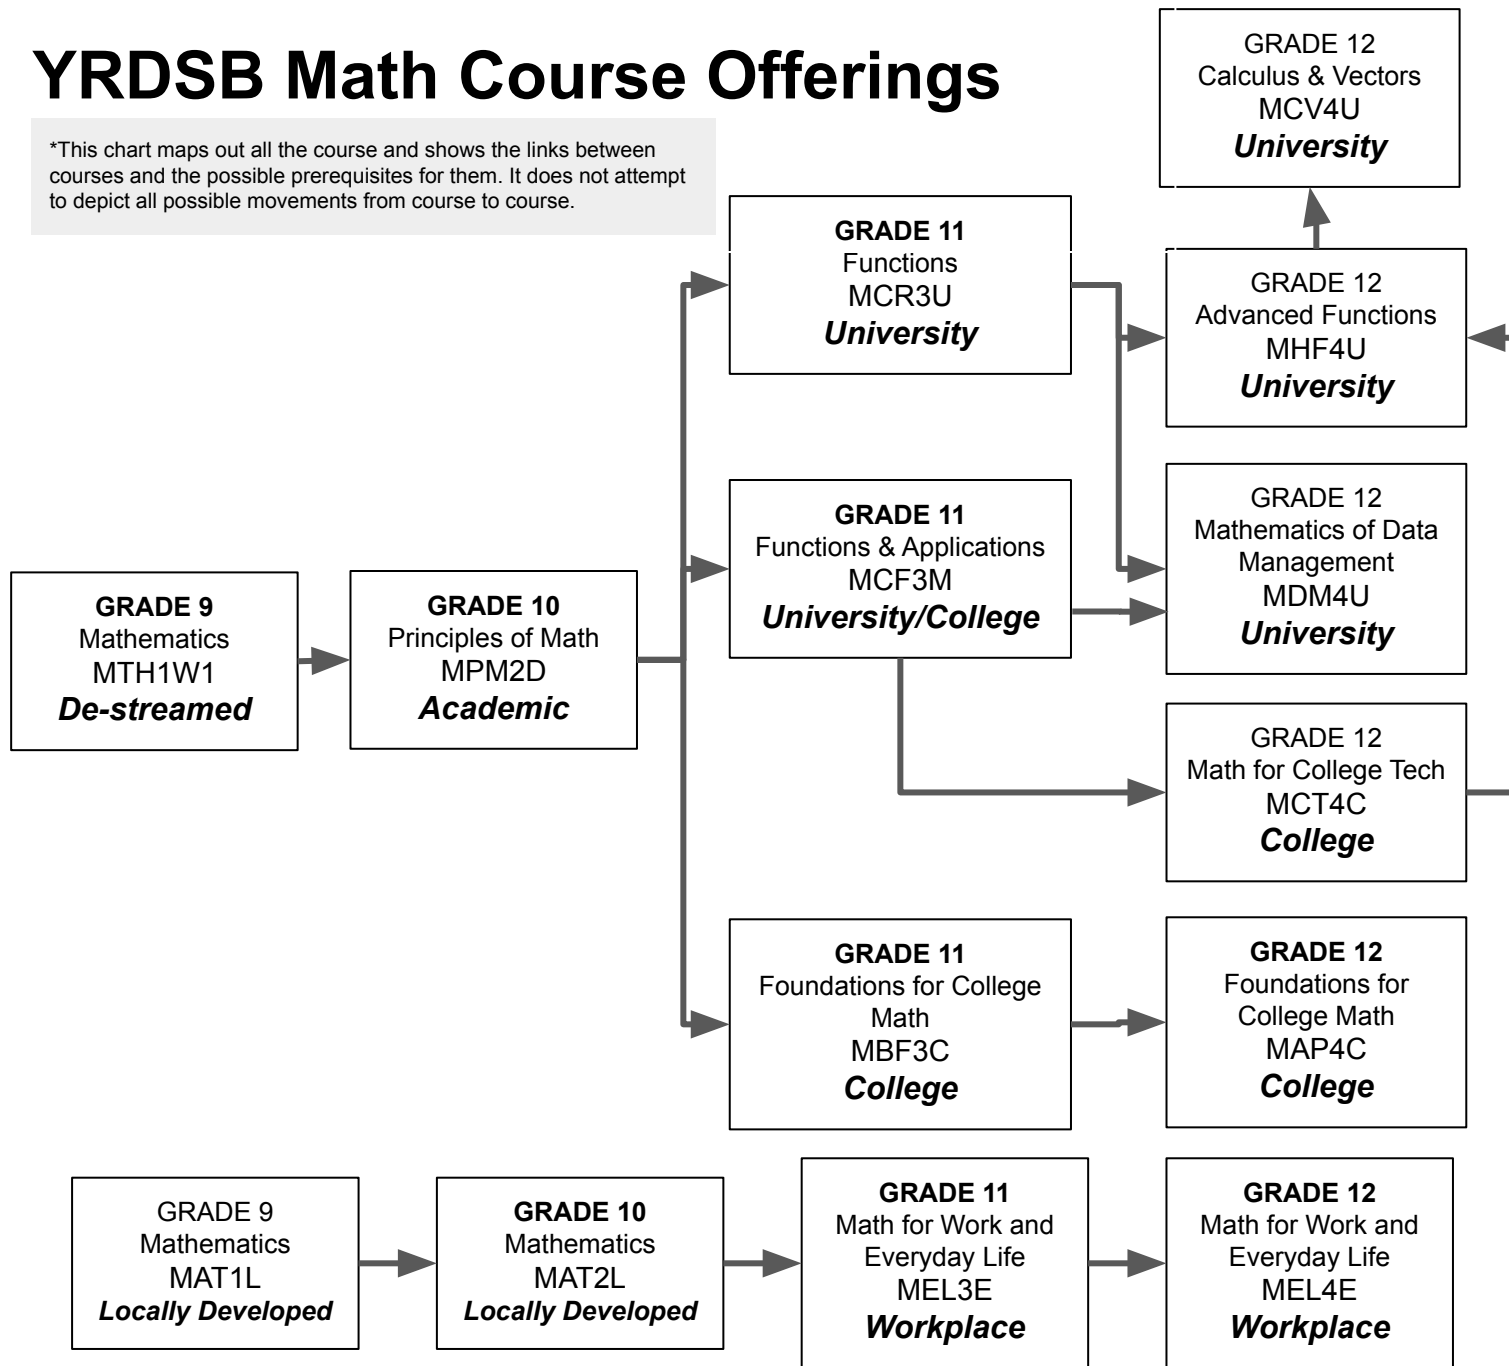 YRDSB Math Course Offerings
*This chart maps out all the course and shows the links between
courses and the possible prerequisites for them. It does not attempt
to depict all possible movements from course to course.
GRADE 12
Calculus & Vectors
MCV4U
University
GRADE 11
Functions
MCR3U
University
GRADE 12
Advanced Functions
MHF4U
University
GRADE 11
Functions & Applications
MCF3M
University/College
GRADE 12
Mathematics of Data
Management
MDM4U
University
GRADE 9
Mathematics
MTH1W1
De-streamed
GRADE 10
Principles of Math
MPM2D
Academic
GRADE 12
Math for College Tech
MCT4C
College
GRADE 11
Foundations for College
Math
MBF3C
College
GRADE 12
Foundations for
College Math
MAP4C
College
GRADE 9
Mathematics
MAT1L
Locally Developed
GRADE 10
Mathematics
MAT2L
Locally Developed
GRADE 11
Math for Work and
Everyday Life
MEL3E
Workplace
GRADE 12
Math for Work and
Everyday Life
MEL4E
Workplace